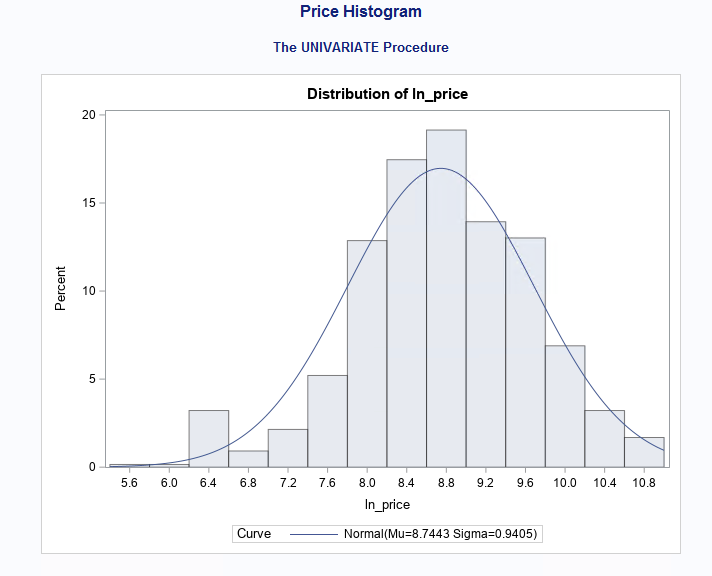 Price Histogram
The UNIVARIATE Procedure
Distribution of ln_price
20
15
10
5
0
Percent
5.6 6.0 6.4 6.8 7.2 7.6 8.0 8.4 8.8 9.2 9.6 10.0 10.4 10.8
ln_price
Curve Normal(Mu=8.7443 Sigma=0.9405)